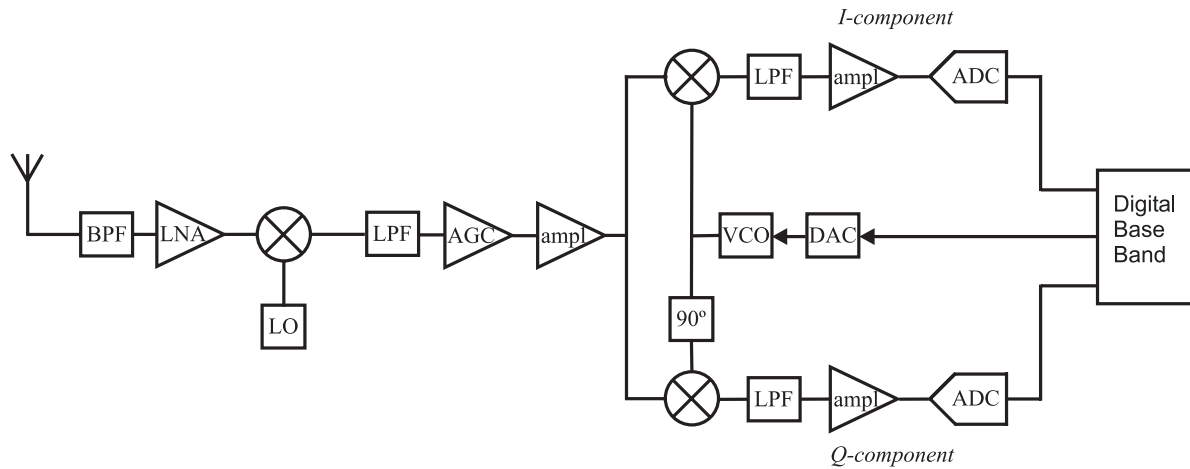 I-component
LPF
ampl
ADC
BPF
LNA
LO
LPF
AGC
ampl
VCO
DAC
Digital
Base
Band
90º
LPF
ampl
ADC
Q-component